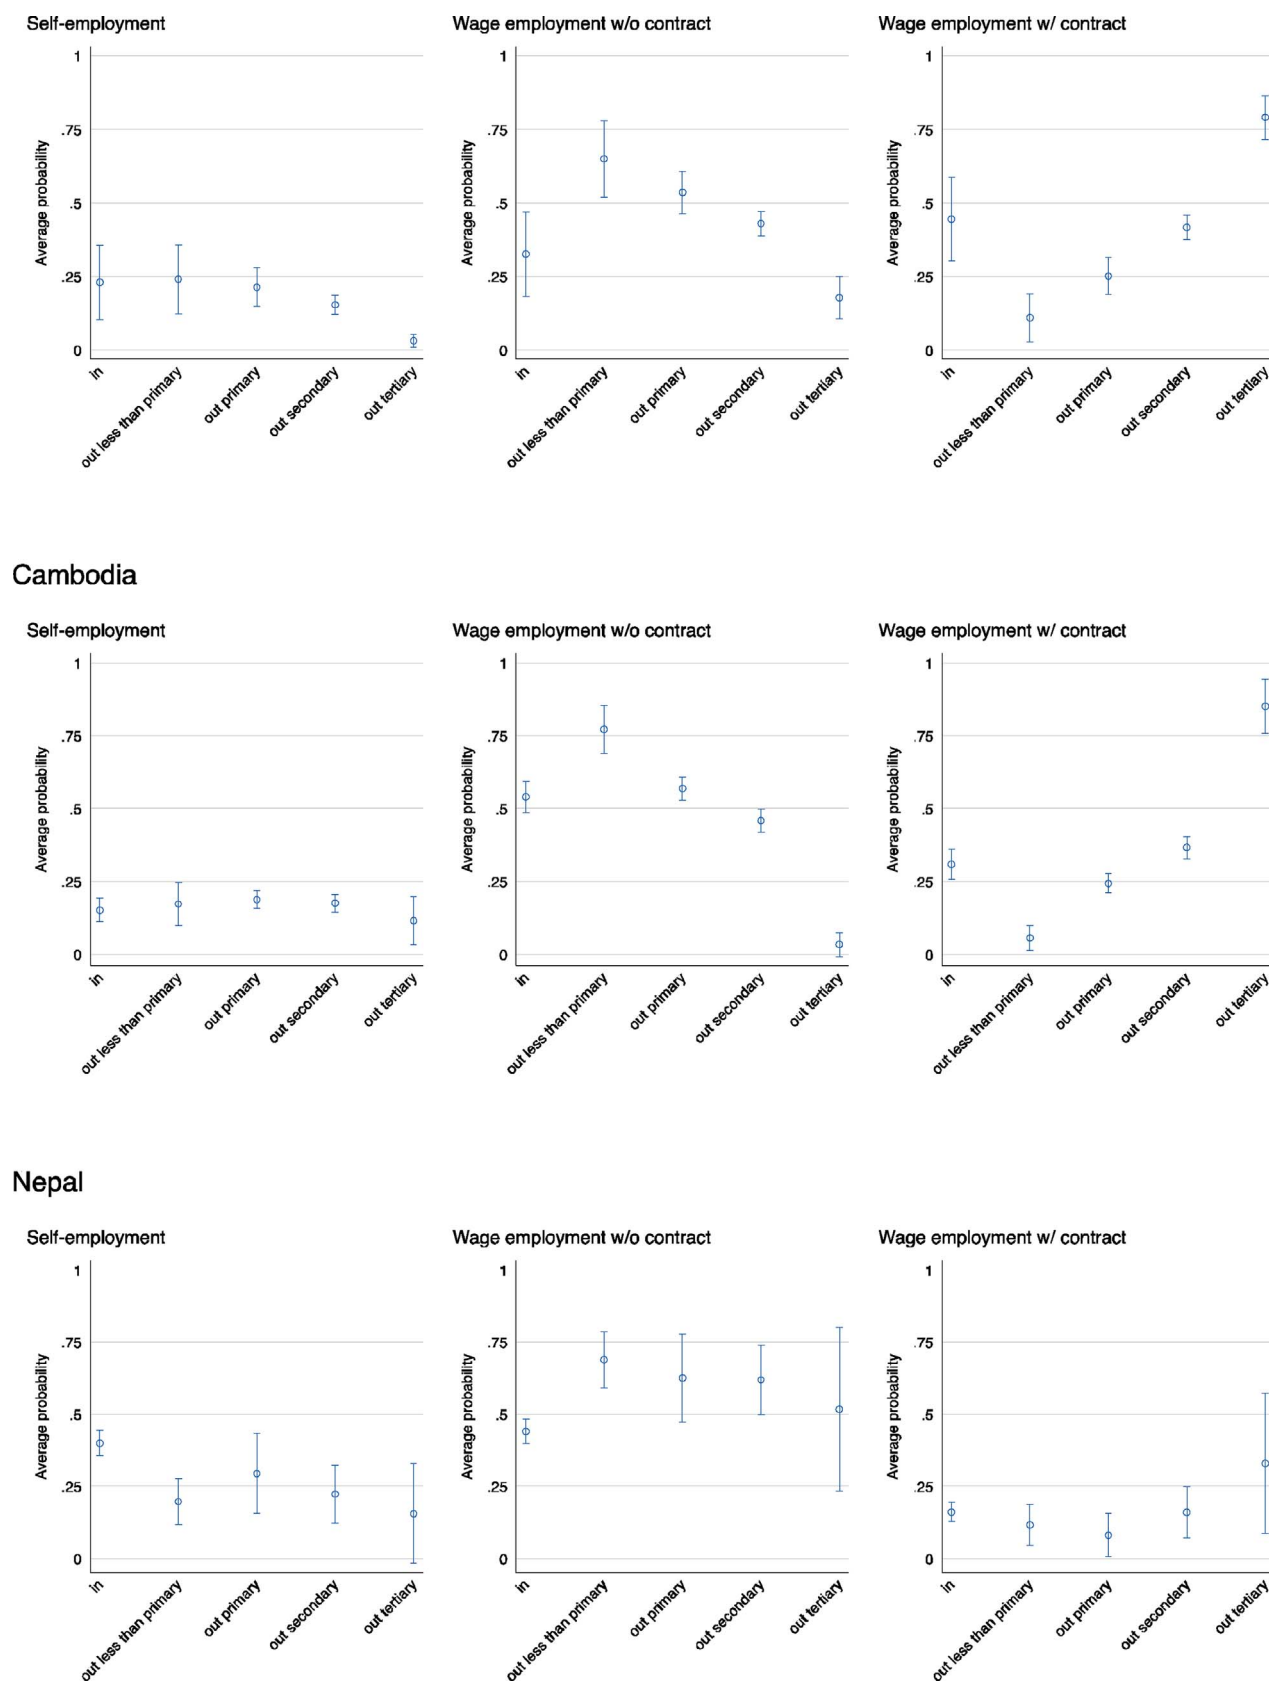 Self-employment
Wage employment w/o contract
Wage employment w/ contract
1
.75
.5
.25
0
Average probability
in
out less than primary
out primary
out secondary
out tertiary
1
.75
.5
.25
0
Average probability
in
out less than primary
out primary
out secondary
out tertiary
1
.75
.5
.25
0
Average probability
in
out less than primary
out primary
out secondary
out tertiary
Cambodia
Self-employment
Wage employment w/o contract
Wage employment w/ contract
1
.75
.5
.25
0
Average probability
in
out less than primary
out primary
out secondary
out tertiary
1
.75
.5
.25
0
Average probability
in
out less than primary
out primary
out secondary
out tertiary
1
.75
.5
.25
0
Average probability
in
out less than primary
out primary
out secondary
out tertiary
Nepal
Self-employment
Wage employment w/o contract
Wage employment w/ contract
1
.75
.5
.25
0
Average probability
in
out less than primary
out primary
out secondary
out tertiary
1
.75
.5
.25
0
Average probability
in
out less than primary
out primary
out secondary
out tertiary
1
.75
.5
.25
0
Average probability
in
out less than primary
out primary
out secondary
out tertiary